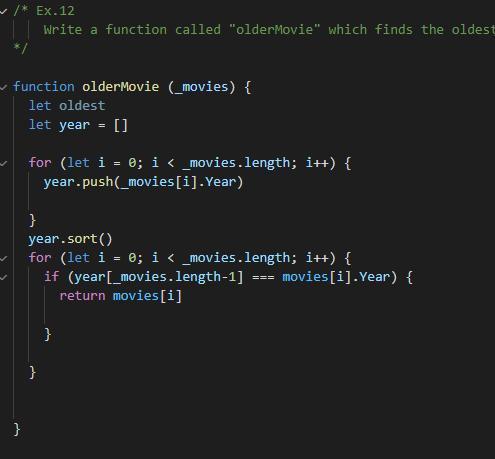 /* Ex.12
Write a function called "olderMovie" which finds the oldest
*/
function olderMovie (_movies) {
let oldest
let year = []
for (let i = 0; i < _movies.length; i++) {
year.push(_movies[i].Year)
}
year.sort()
for (let i = 0; i < _movies.length; i++) {
if (year[_movies.length-1] === movies[i].Year) {
return movies[i]
}
}
}